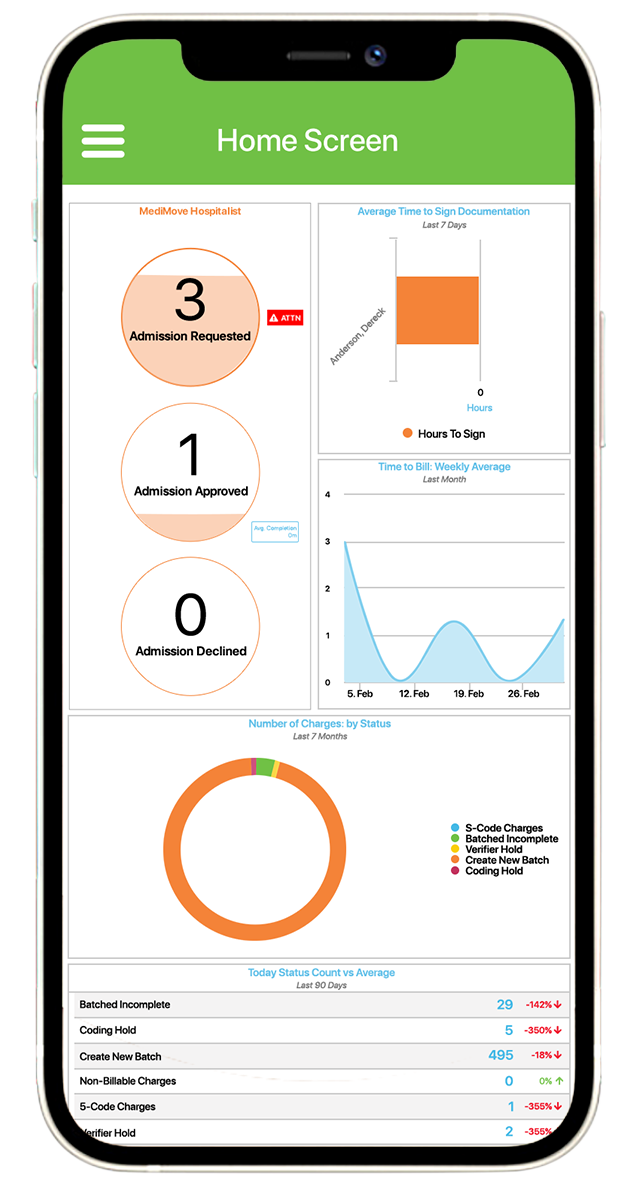 Home Screen
MediMove Hospitalist
3
Admission Requested
ATTN
1
Admission Approved
Avg. Completion
0m
0
Admission Declined
Average Time to Sign Documentation
Last 7 Days
Anderson, Dereck
0
Hours
Hours To Sign
Time to Bill: Weekly Average
Last Month
4
3
2
1
0
5. Feb 12. Feb 19. Feb 26. Feb
Number of Charges: by Status
Last 7 Months
S-Code Charges
Batched Incomplete
Verifier Hold
Create New Batch
Coding Hold
Today Status Count vs Average
Last 90 Days
Batched Incomplete 29 -142%
Coding Hold 5 -350%
Create New Batch 495 -18%
Non-Billable Charges 0 0%
5-Code Charges 1 -355%
Verifier Hold 2 -355%